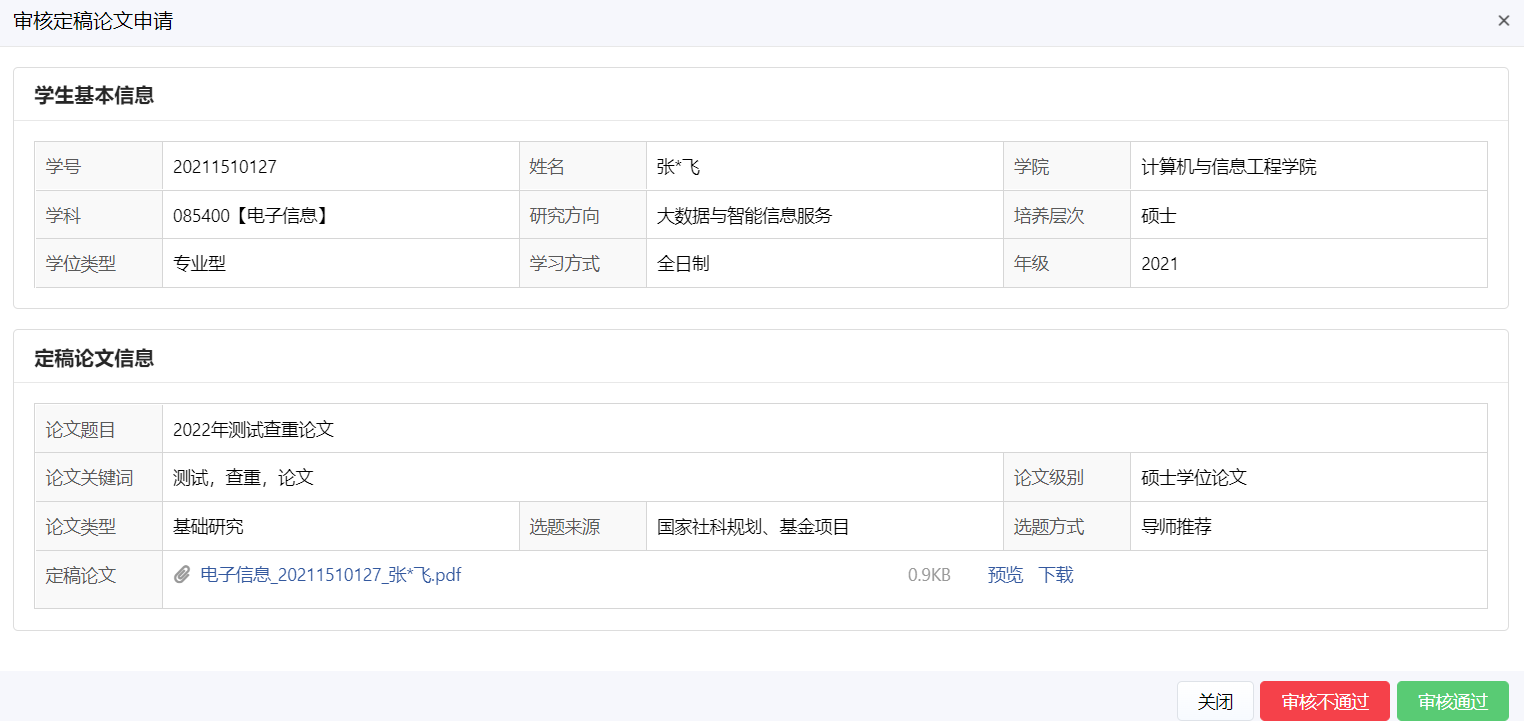 审核定稿论文申请 ×
学生基本信息
学号 20211510127 姓名 张*飞 学院 计算机与信息工程学院
学科 085400【电子信息】 研究方向 大数据与智能信息服务 培养层次 硕士
学位类型 专业型 学习方式 全日制 年级 2021
定稿论文信息
论文题目 2022年测试查重论文
论文关键词 测试，查重，论文 论文级别 硕士学位论文
论文类型 基础研究 选题来源 国家社科规划、基金项目 选题方式 导师推荐
定稿论文 电子信息_20211510127_张*飞.pdf 0.9KB 预览 下载
关闭 审核不通过 审核通过